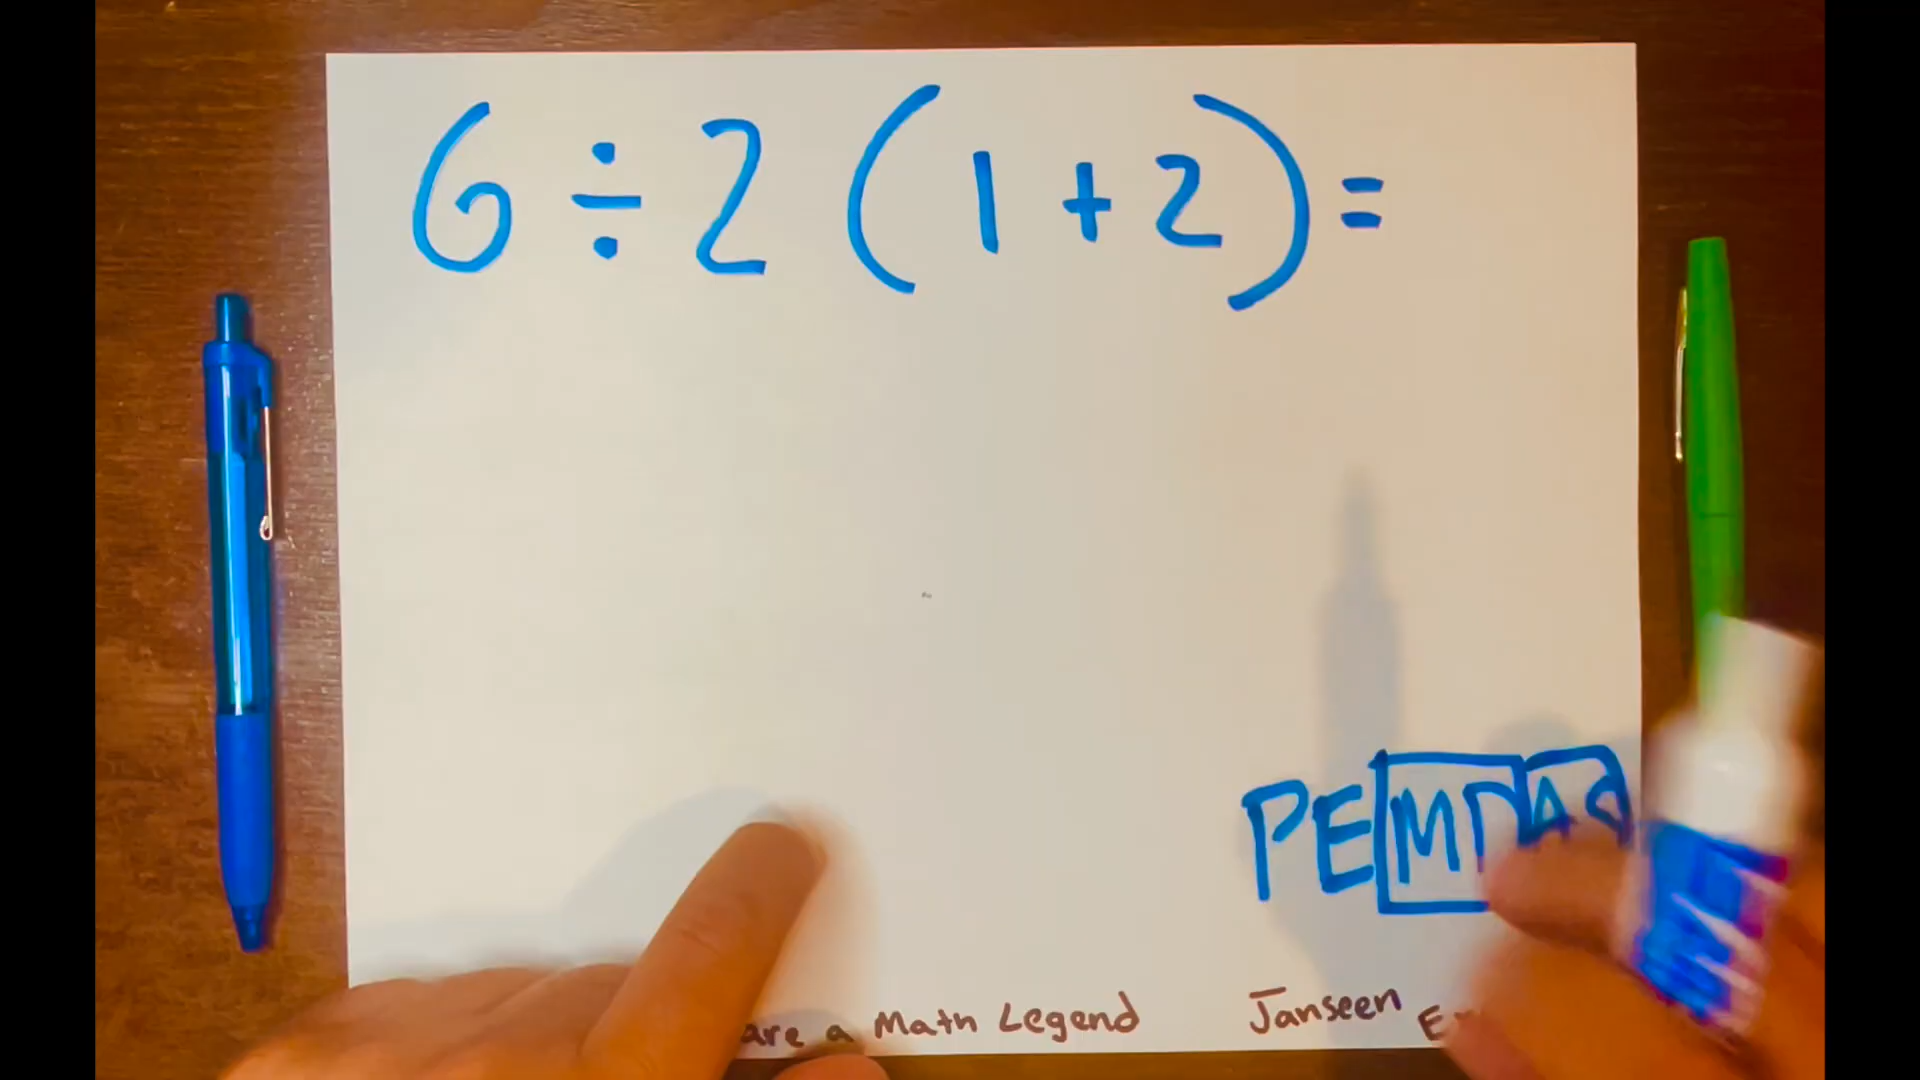 6 ÷ 2 (1 + 2) =
PEMDAS
are a Math Legend Janseen